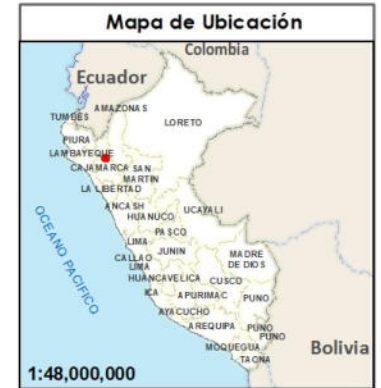 Mapa de Ubicación
Colombia
Ecuador
AMAZONAS
TUMBES
LORETO
PIURA
LAMBAYEQUE
CAJAMARCA
SAN
MARTIN
LA LIBERTAD
ANCASH
UCAYALI
HUANUCO
PASCO
OCEANO PACIFICO
LIMA
JUNIN
MADRE
DE DIOS
CALLAO
LIMA
HUANCAVELICA
CUSCO
ICA
APURIMAC
PUNO
AYACUCHO
AREQUIPA
PUNO
PUNO
MOQUEGUA
Bolivia
TACNA
1:48,000,000